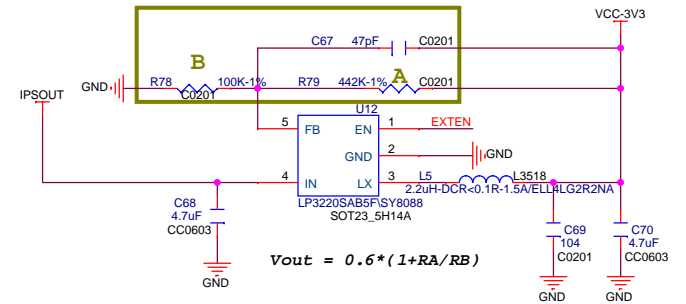 VCC-3V3
C67 47pF C0201
B A
GND R78 100K-1% R79 442K-1% C0201
C0201
IPSOUT
U12
5 FB EN 1 EXTEN
GND 2 GND
4 IN LX 3 L5 L3518
LP3220SAB5F\SY8088 2.2uH-DCR<0.1R-1.5A/ELL4LG2R2NA
SOT23_5H14A
C68
4.7uF
CC0603
C69
104
C0201
C70
4.7uF
CC0603
Vout = 0.6*(1+RA/RB)
GND
GND
GND